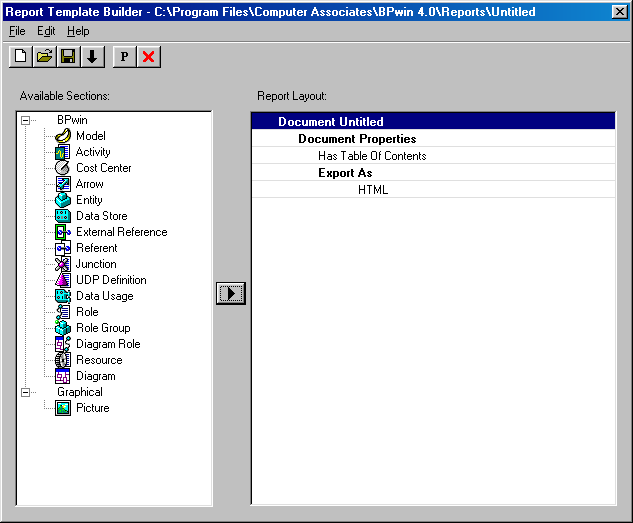 Report Template Builder - C:\Program Files\Computer Associates\BPwin 4.0\Reports\Untitled
File Edit Help
P
Available Sections:
BPwin
Model
Activity
Cost Center
Arrow
Entity
Data Store
External Reference
Referent
Junction
UDP Definition
Data Usage
Role
Role Group
Diagram Role
Resource
Diagram
Graphical
Picture
Report Layout:
Document Untitled
Document Properties
Has Table Of Contents
Export As
HTML